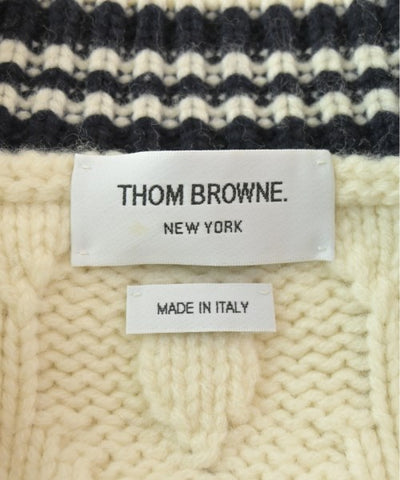 THOM BROWNE.
NEW YORK
MADE IN ITALY